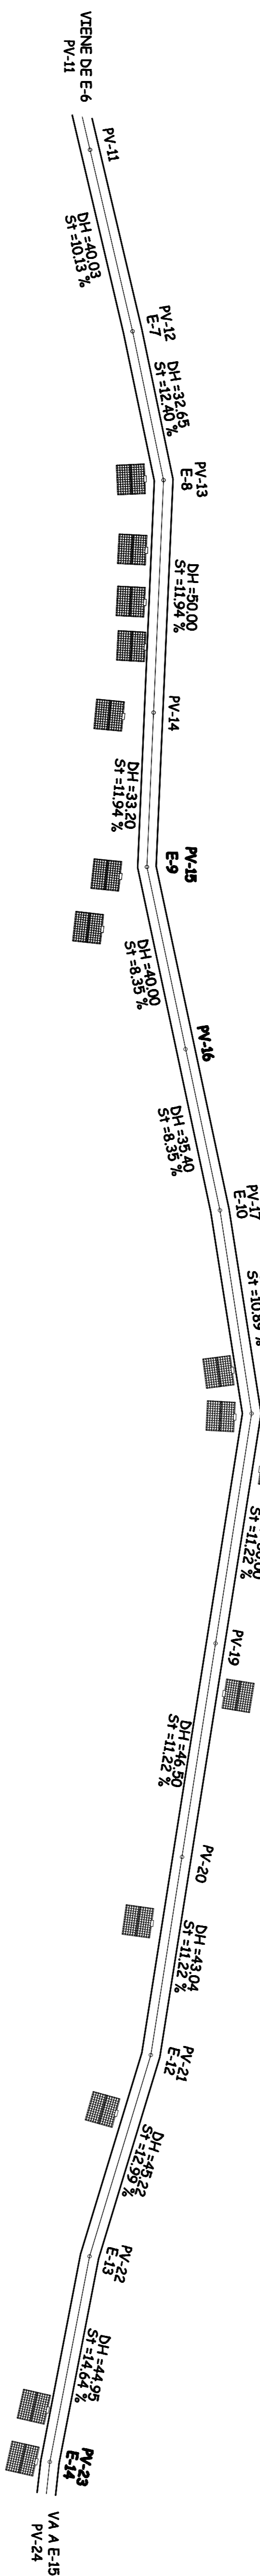 VIENE DE E-6
PV-11
PV-11
DH =40.03
St =10.13 %
PV-12
E-7
DH =32.65
St =12.40 %
PV-13
E-8
DH =50.00
St =11.94 %
PV-14
DH =33.20
St =11.94 %
PV-15
E-9
DH =40.00
St =8.35 %
PV-16
DH =35.40
St =8.35 %
PV-17
E-10
St =10.89 %
St =11.22 %
PV-19
DH =46.50
St =11.22 %
PV-20
DH =43.04
St =11.22 %
PV-21
E-12
DH =45.22
St =12.99 %
PV-22
E-13
DH =44.95
St =14.64 %
PV-23
E-14
VA A E-15
PV-24